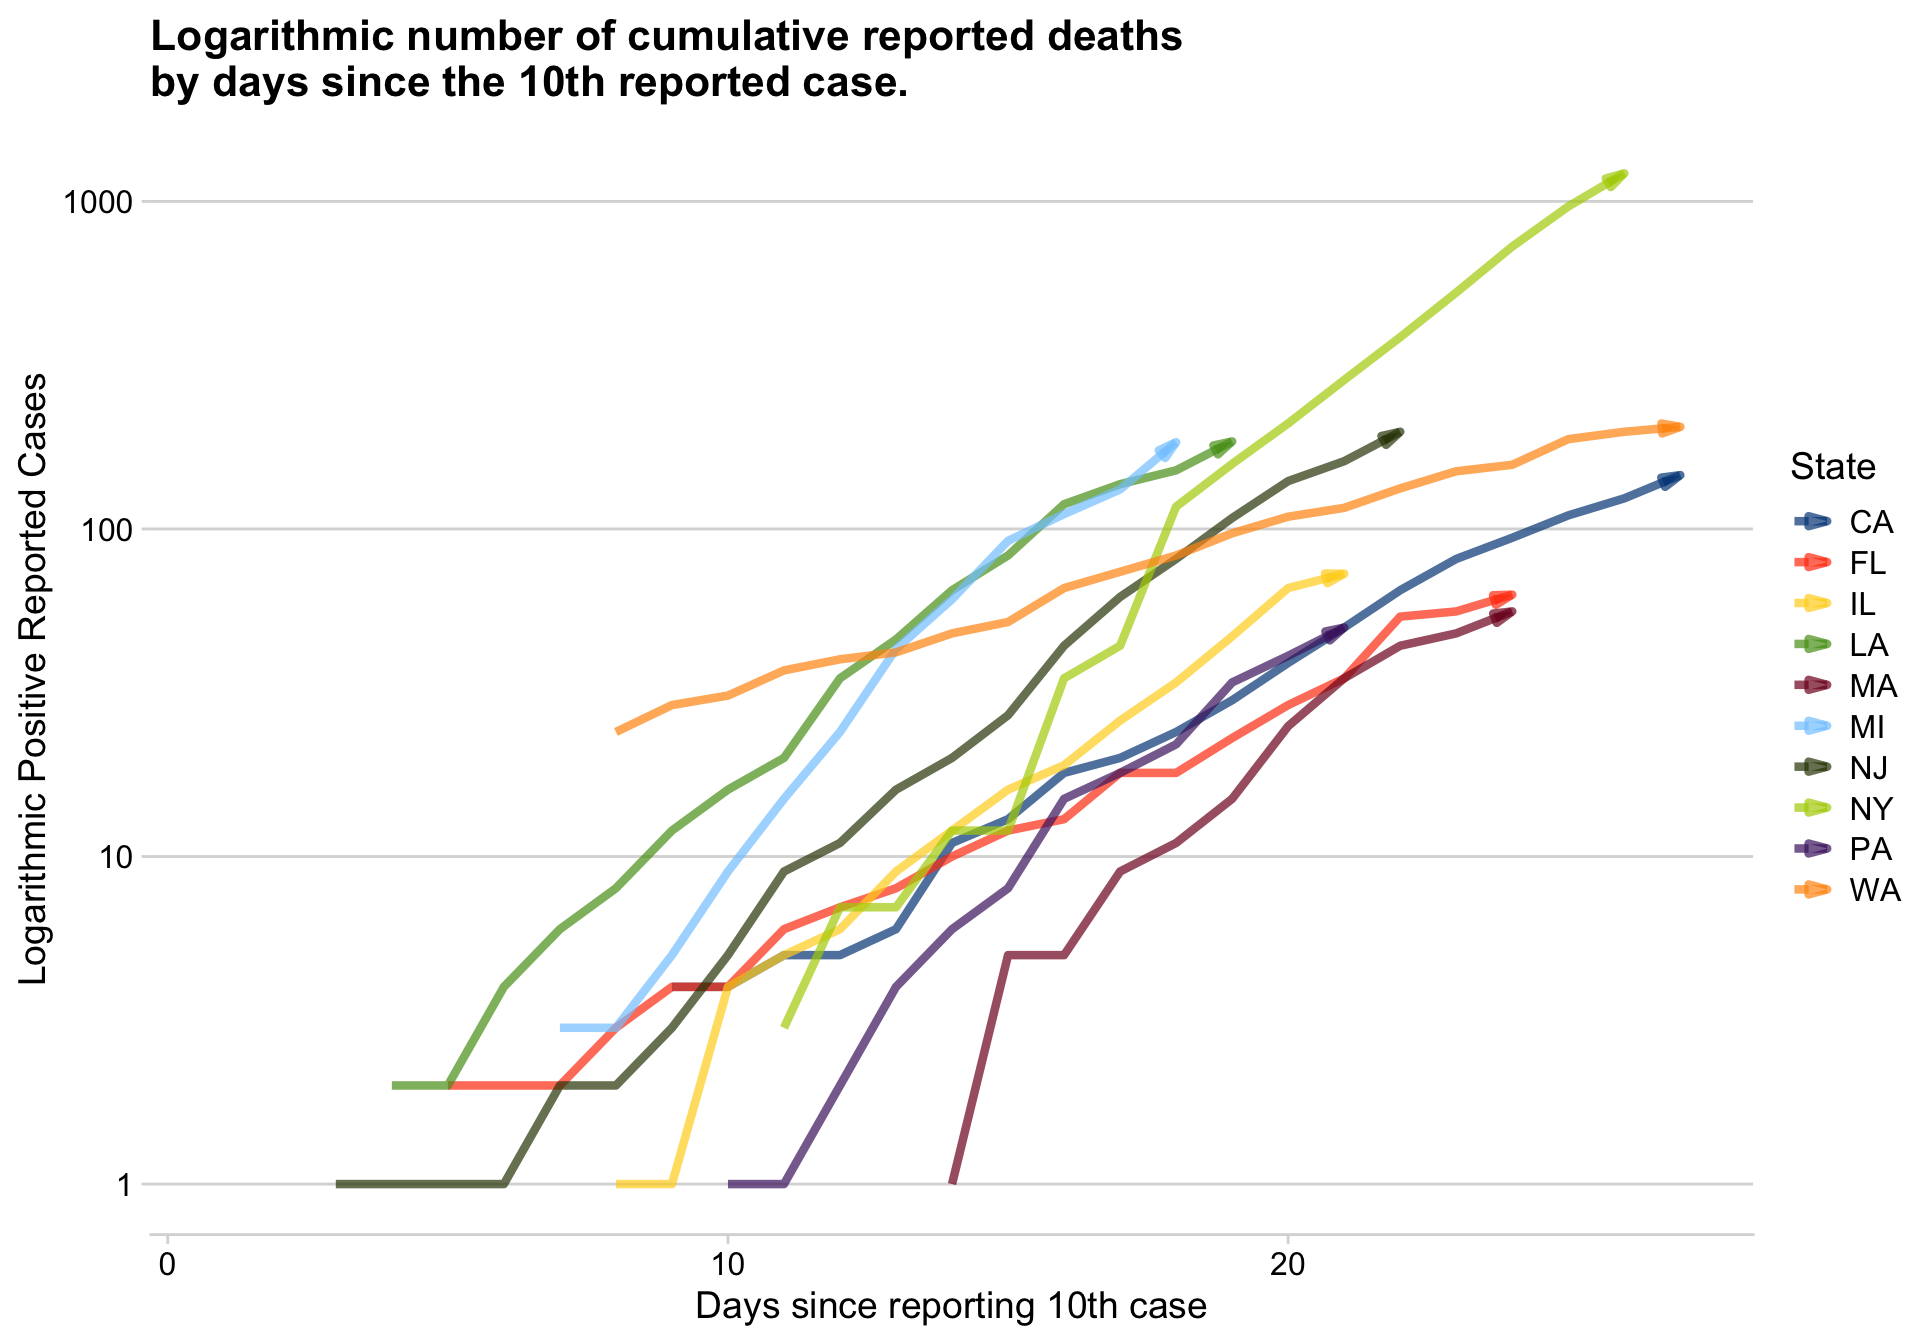 Logarithmic number of cumulative reported deaths
by days since the 10th reported case.
Logarithmic Positive Reported Cases
1000
100
10
1
0
10
20
Days since reporting 10th case
State
CA
FL
IL
LA
MA
MI
NJ
NY
PA
WA